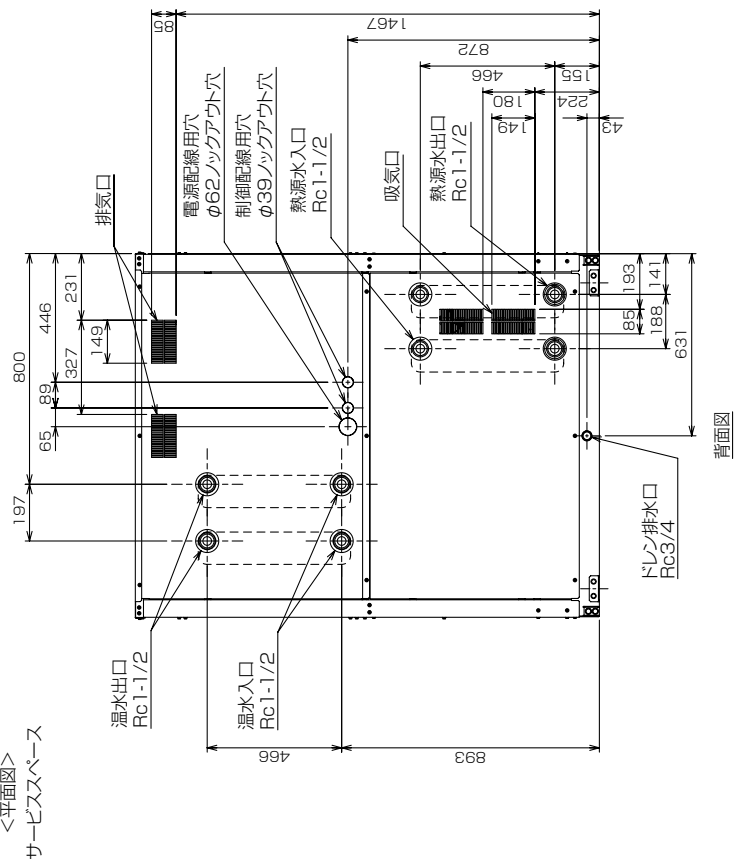 <平面図>
サービススペース
85
1467
872
466
155
180
224
149
43
排気口
電源配線用穴
φ62ノックアウト穴
制御配線用穴
φ39ノックアウト穴
熱源水入口
Rc1-1/2
吸気口
熱源水出口
Rc1-1/2
800
446
231
327
149
89
65
197
193
141
85
188
631
温水出口
Rc1-1/2
温水入口
Rc1-1/2
466
893
ドレン排水口
Rc3/4
背面図